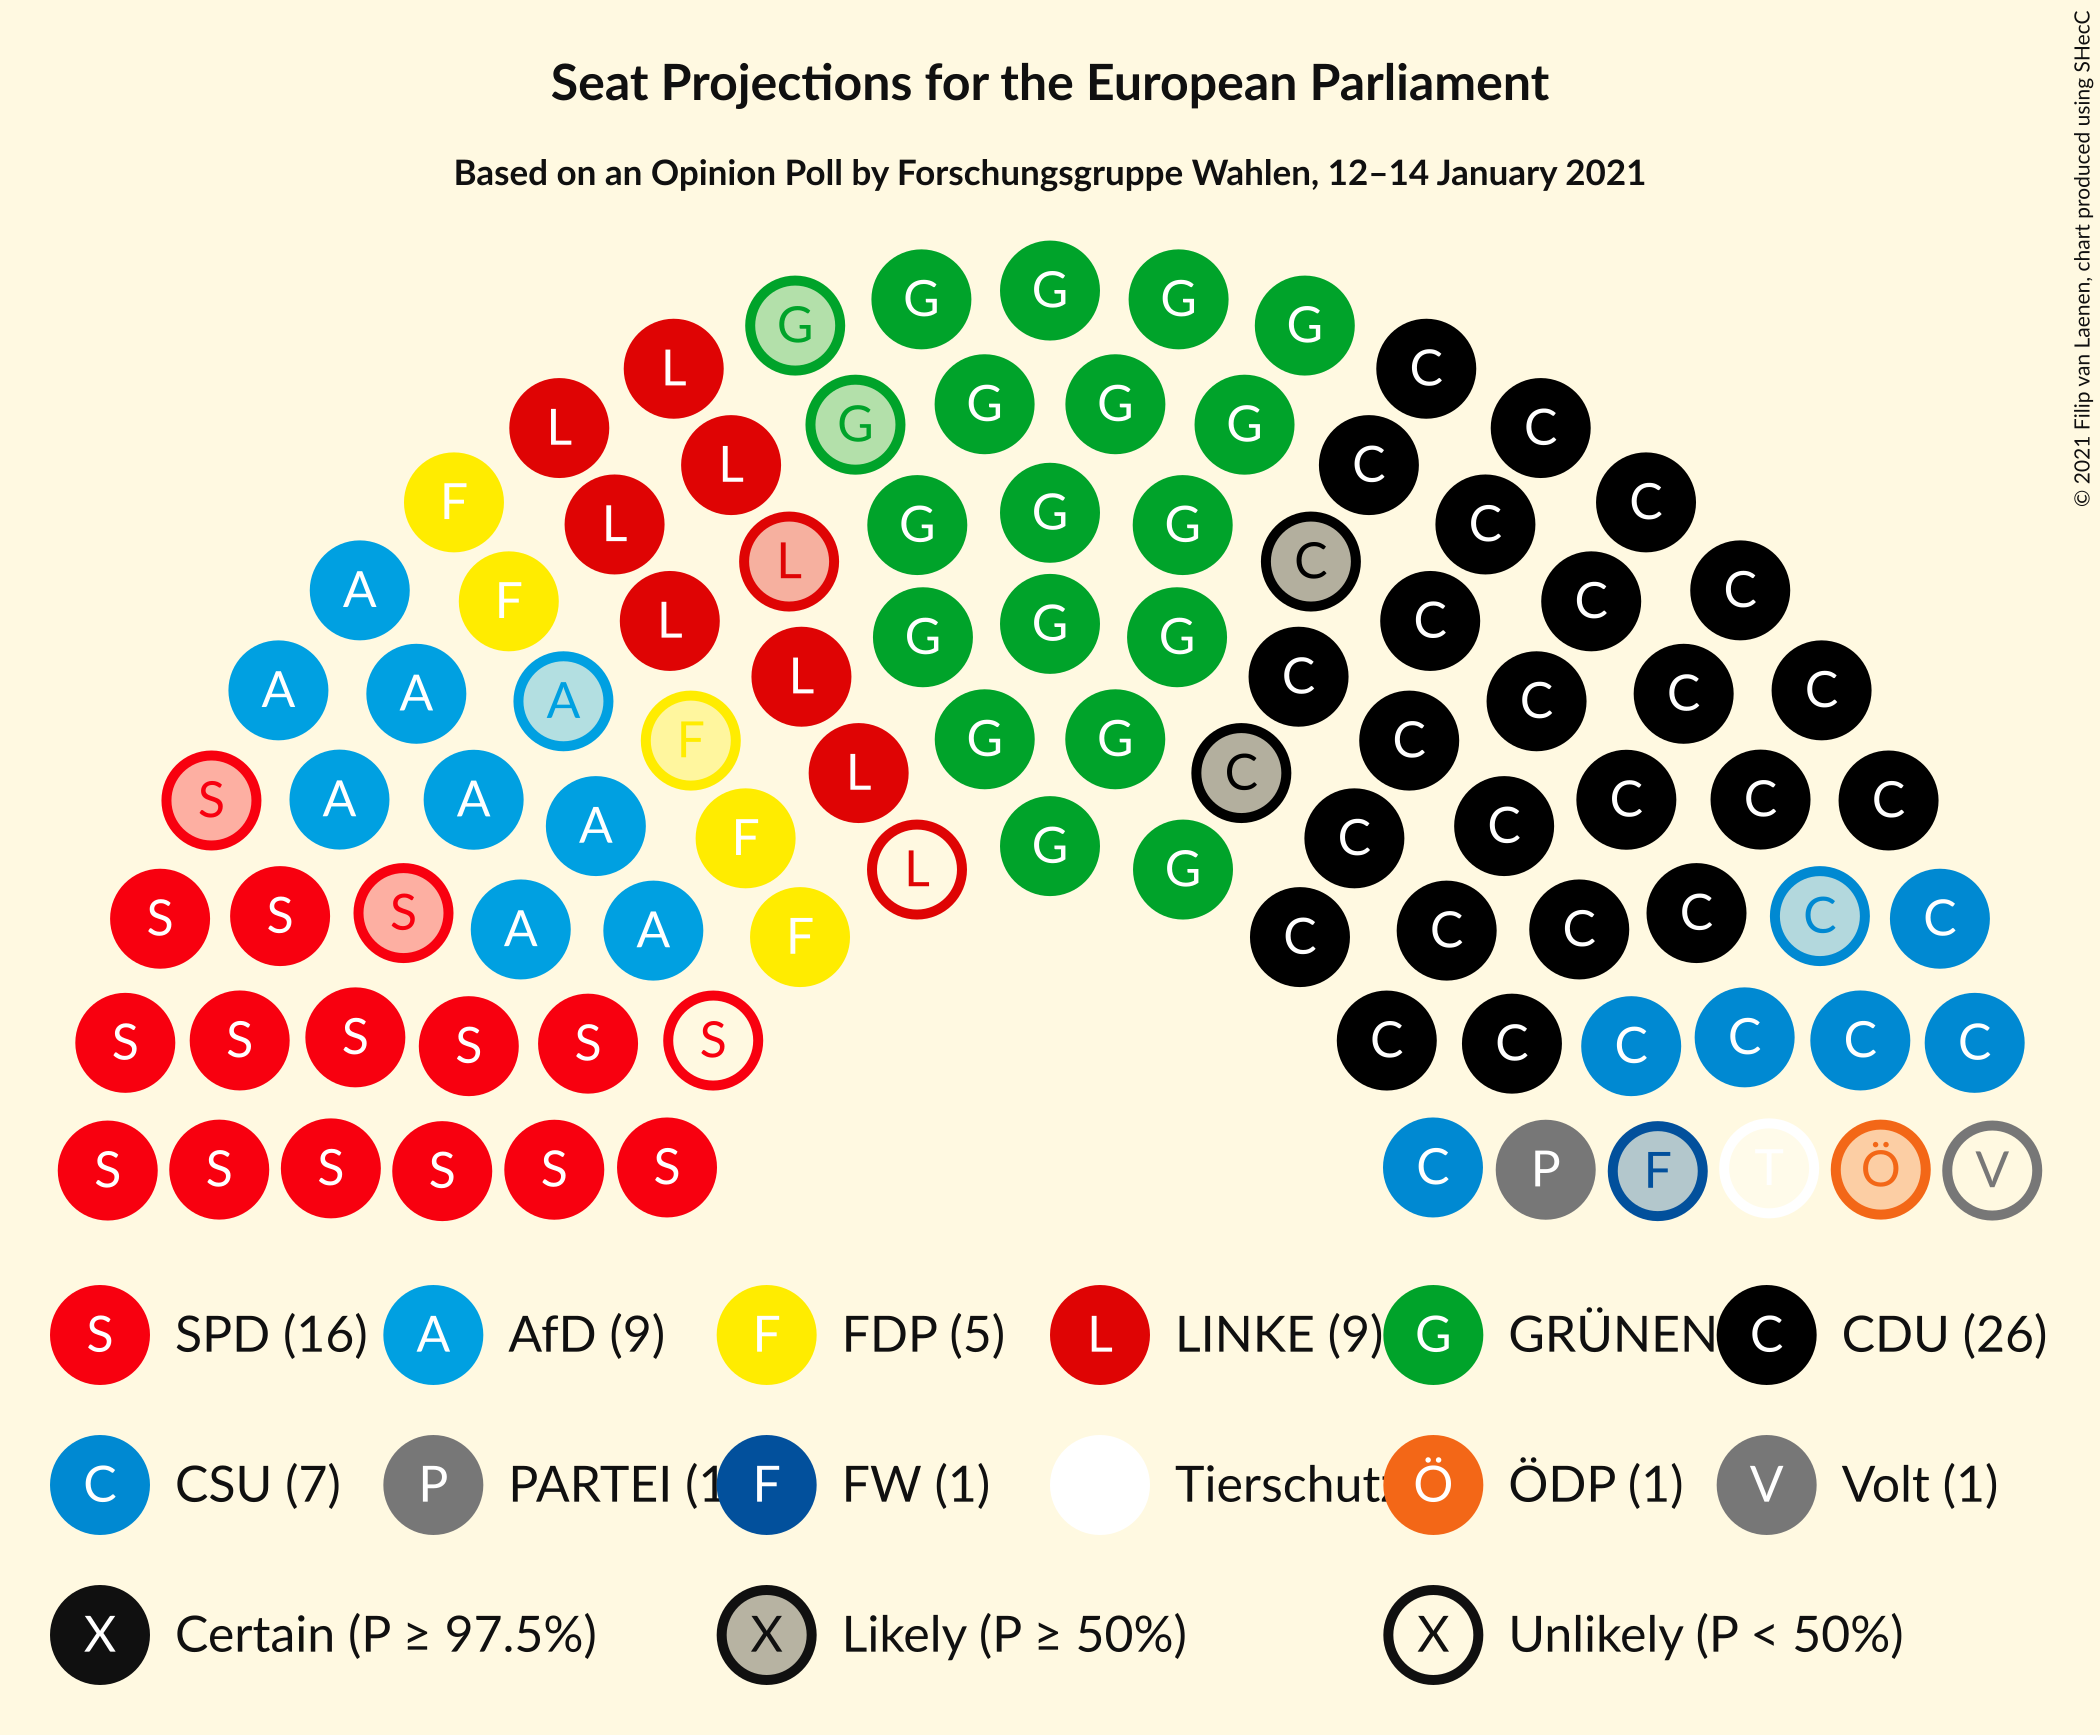 Seat Projections for the European Parliament
Based on an Opinion Poll by Forschungsgruppe Wahlen, 12–14 January 2021
© 2021 Filip van Laenen, chart produced using SHecC
G G G G G
L C
G G G G
L C
L C
F G G G C
L L C C
A F L G G G C C C
L C
A A A L G G G C C C C C
F C
S A A A F L G G C C C C C C
S S S A A F L G G C C C C C C
S S S S S S C C C C C C
S S S S S S C P F T Ö V
S SPD (16) A AfD (9) F FDP (5) L LINKE (9) G GRÜNEN C CDU (26)
C CSU (7) P PARTEI (1 F FW (1) Tierschutz Ö ÖDP (1) V Volt (1)
X Certain (P ≥ 97.5%) X Likely (P ≥ 50%) X Unlikely (P < 50%)